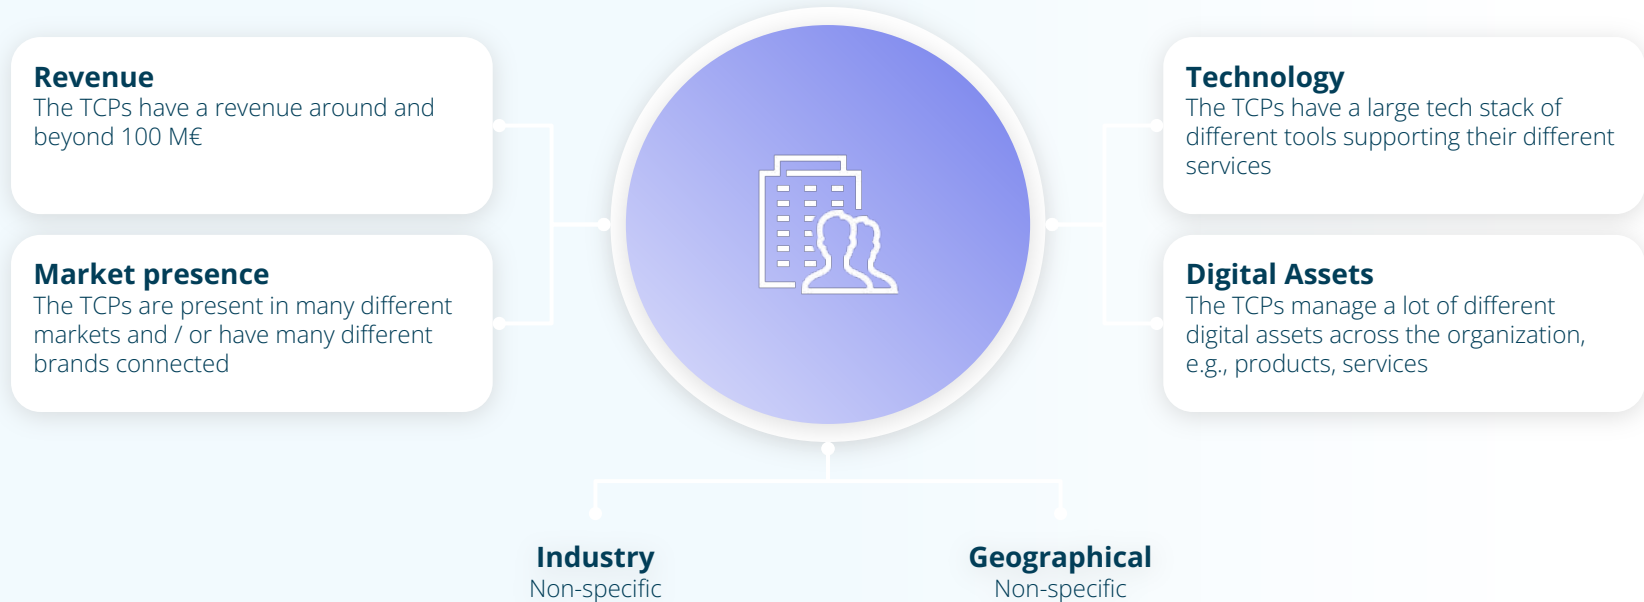 Revenue
The TCPs have a revenue around and
beyond 100 M€
Market presence
The TCPs are present in many different
markets and / or have many different
brands connected
Technology
The TCPs have a large tech stack of
different tools supporting their different
services
Digital Assets
The TCPs manage a lot of different
digital assets across the organization,
e.g., products, services
Industry
Non-specific
Geographical
Non-specific